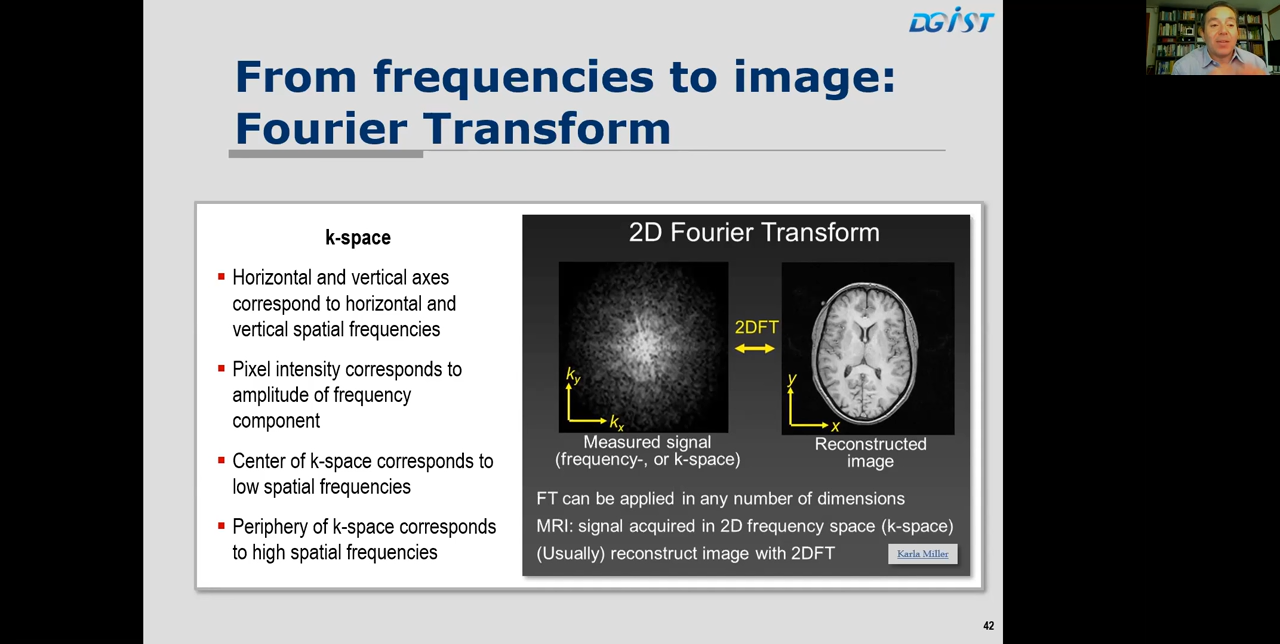 DGIST
From frequencies to image:
Fourier Transform
k-space
Horizontal and vertical axes
correspond to horizontal and
vertical spatial frequencies
Pixel intensity corresponds to
amplitude of frequency
component
Center of k-space corresponds to
low spatial frequencies
Periphery of k-space corresponds
to high spatial frequencies
2D Fourier Transform
2DFT
ky
kx
y
x
Measured signal
(frequency-, or k-space)
Reconstructed
image
FT can be applied in any number of dimensions
MRI: signal acquired in 2D frequency space (k-space)
(Usually) reconstruct image with 2DFT
Karla Miller
42